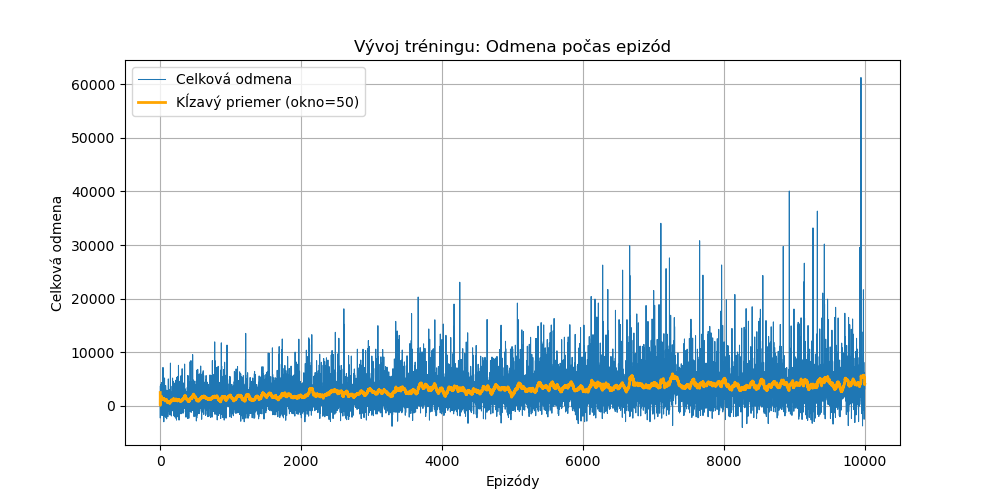 Vývoj tréningu: Odmena počas epizód
Celková odmena
Kĺzavý priemer (okno=50)
60000
50000
40000
30000
20000
10000
0
Celková odmena
0
2000
4000
6000
8000
10000
Epizódy